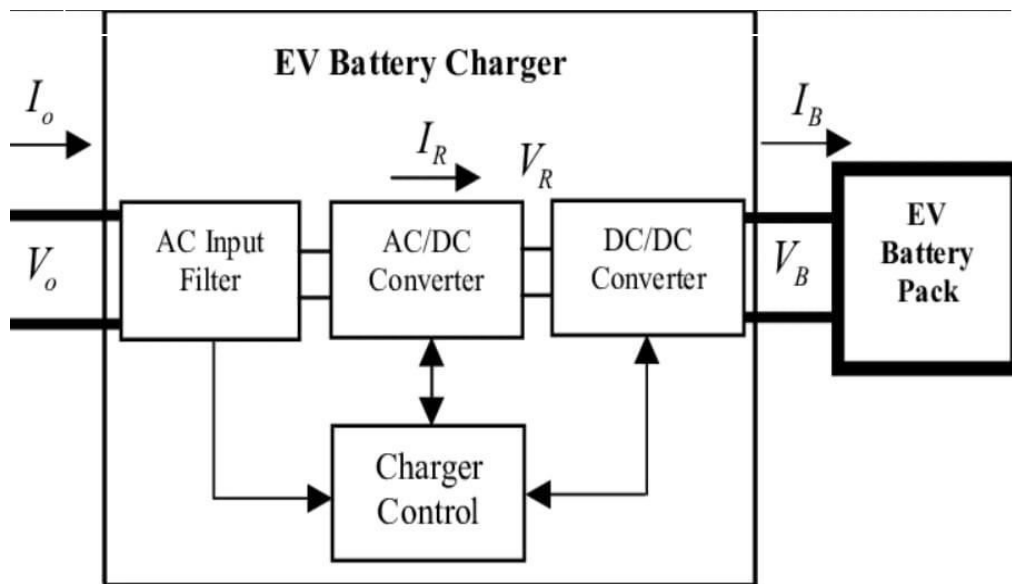 EV Battery Charger
I_o
I_R
V_R
I_B
V_o
AC Input
Filter
AC/DC
Converter
DC/DC
Converter
V_B
EV
Battery
Pack
Charger
Control